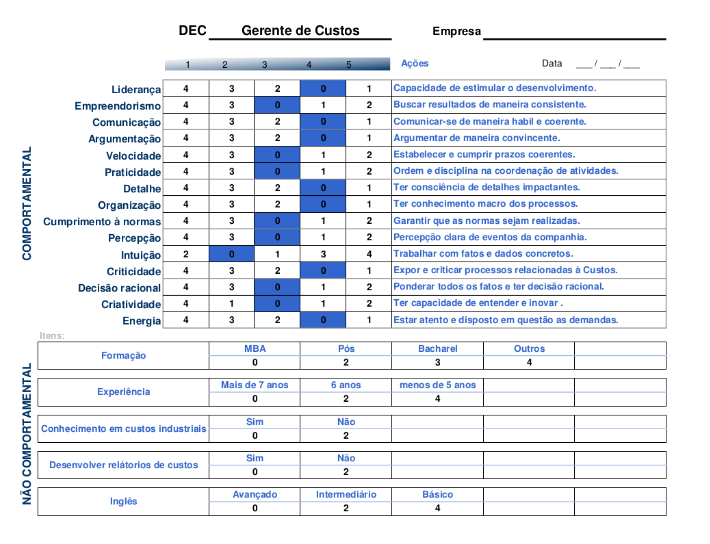 DEC Gerente de Custos Empresa
1 2 3 4 5 Ações Data ___ / ___ / ___
COMPORTAMENTAL
Liderança 4 3 2 0 1 Capacidade de estimular o desenvolvimento.
Empreendorismo 4 3 0 1 2 Buscar resultados de maneira consistente.
Comunicação 4 3 2 0 1 Comunicar-se de maneira habil e coerente.
Argumentação 4 3 2 0 1 Argumentar de maneira convincente.
Velocidade 4 3 0 1 2 Estabelecer e cumprir prazos coerentes.
Praticidade 4 3 0 1 2 Ordem e disciplina na coordenação de atividades.
Detalhe 4 3 2 0 1 Ter consciência de detalhes impactantes.
Organização 4 3 2 0 1 Ter conhecimento macro dos processos.
Cumprimento à normas 4 3 0 1 2 Garantir que as normas sejam realizadas.
Percepção 4 3 0 1 2 Percepção clara de eventos da companhia.
Intuição 2 0 1 3 4 Trabalhar com fatos e dados concretos.
Criticidade 4 3 2 0 1 Expor e criticar processos relacionadas à Custos.
Decisão racional 4 3 0 1 2 Ponderar todos os fatos e ter decisão racional.
Criatividade 4 1 0 1 2 Ter capacidade de entender e inovar .
Energia 4 3 2 0 1 Estar atento e disposto em questão as demandas.
Itens:
NÃO COMPORTAMENTAL
Formação
MBA Pós Bacharel Outros
0 2 3 4
Experiência
Mais de 7 anos 6 anos menos de 5 anos
0 2 4
Conhecimento em custos industriais
Sim Não
0 2
Desenvolver relátorios de custos
Sim Não
0 2
Inglês
Avançado Intermediário Básico
0 2 4